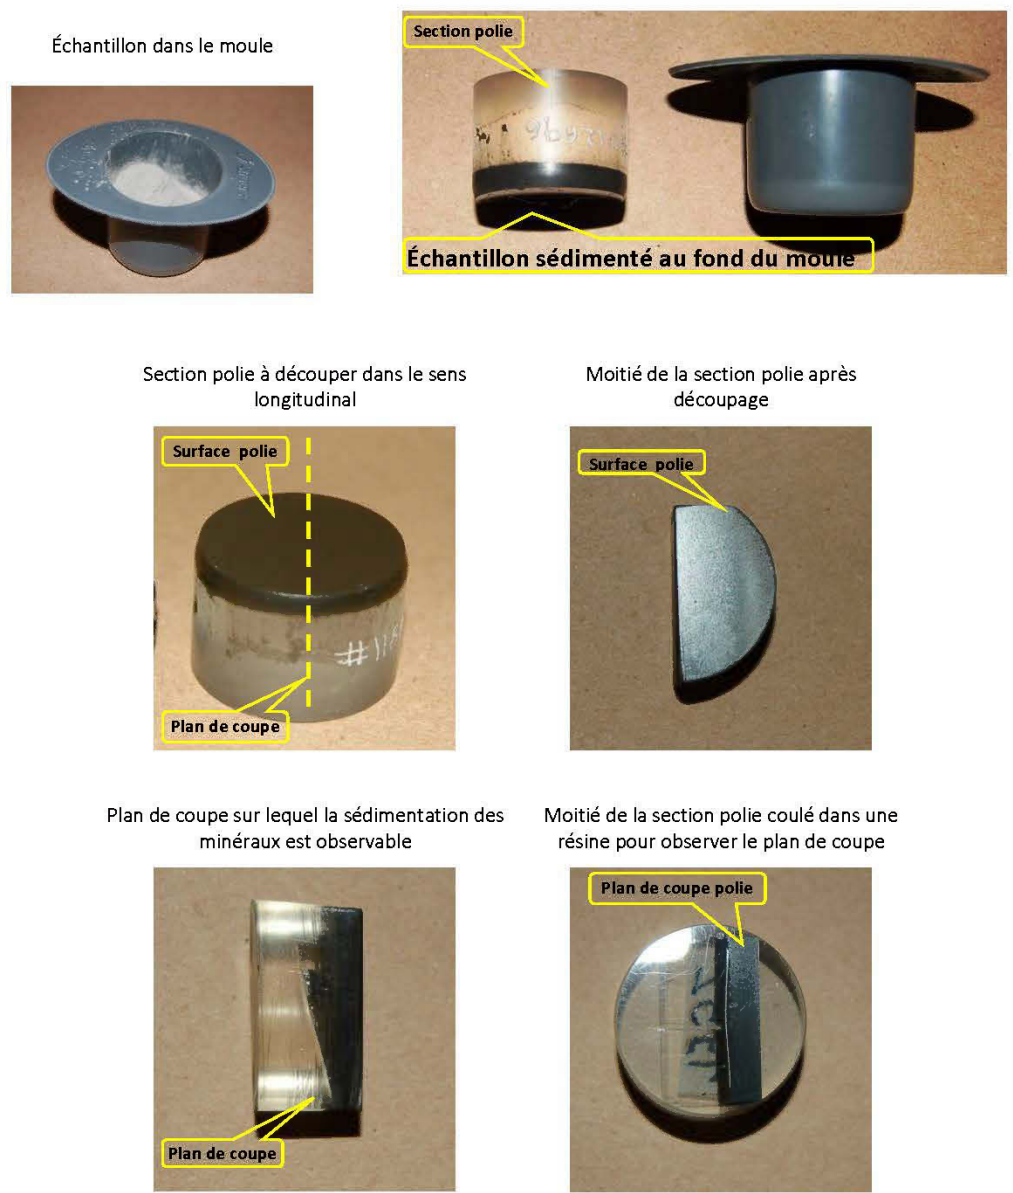 Échantillon dans le moule
Section polie
Échantillon sédimenté au fond du moule
Section polie à découper dans le sens
longitudinal
Surface polie
Plan de coupe
Moitié de la section polie après
découpage
Surface polie
Plan de coupe sur lequel la sédimentation des
minéraux est observable
Plan de coupe
Moitié de la section polie coulé dans une
résine pour observer le plan de coupe
Plan de coupe polie